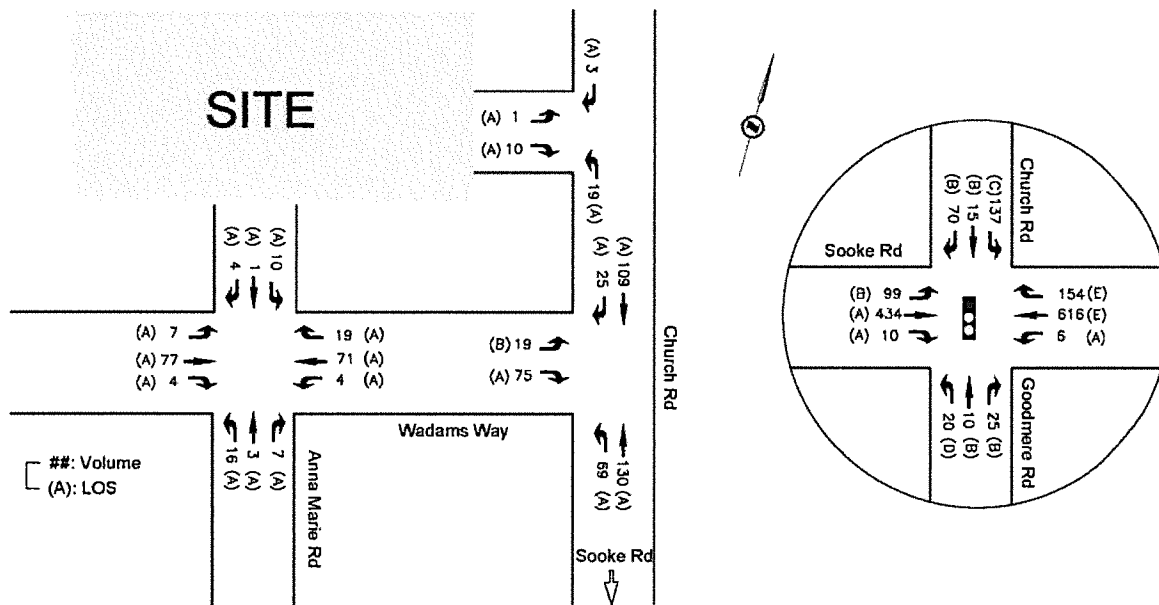 SITE
(A) 3
(A) 1
(A) 10
19 (A)
(A) 25
(A) 109
(A) 4
(A) 1
(A) 10
(A) 7
(A) 77
(A) 4
19 (A)
71 (A)
4 (A)
(B) 19
(A) 75
16 (A)
3 (A)
7 (A)
69 (A)
130 (A)
Wadams Way
Anna Marie Rd
Church Rd
Sooke Rd
##: Volume
(A): LOS
Church Rd
Sooke Rd
(B) 70
(B) 15
(C) 137
(B) 99
(A) 434
(A) 10
154 (E)
616 (E)
6 (A)
20 (D)
10 (B)
25 (B)
Goodmere Rd